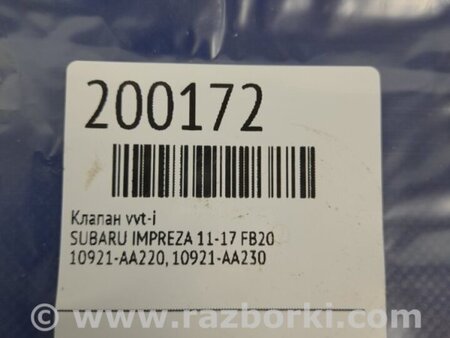 200172
Клапан vvt-i
SUBARU IMPREZA 11-17 FB20
10921-AA220, 10921-AA230
www.razborki.com